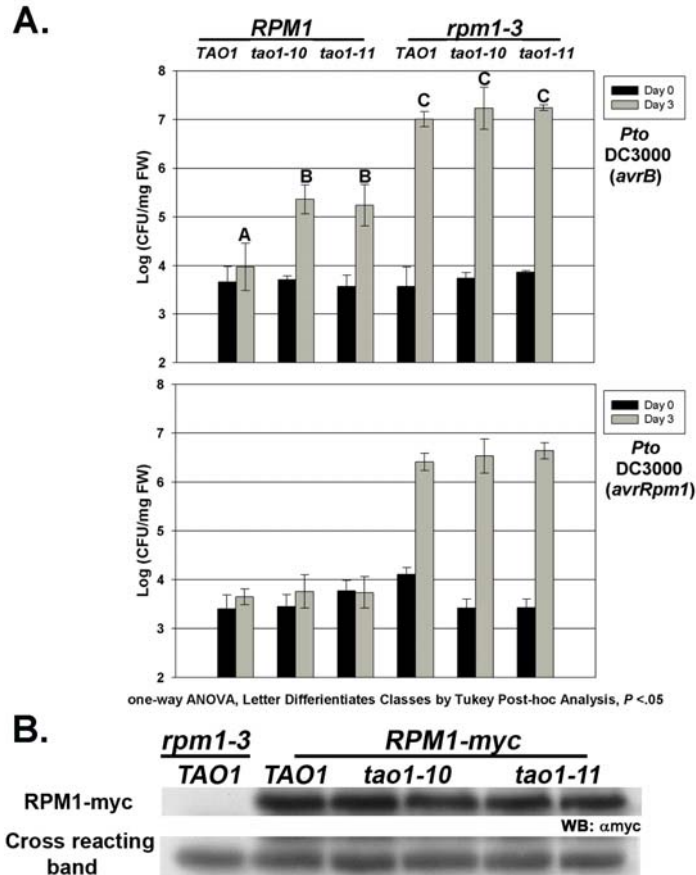 A.
RPM1 rpm1-3
TAO1 tao1-10 tao1-11 TAO1 tao1-10 tao1-11
8
7
6
5
4
3
2
Log (CFU/mg FW)
A B B C C C
Day 0
Day 3
Pto
DC3000
(avrB)
8
7
6
5
4
3
2
Log (CFU/mg FW)
Day 0
Day 3
Pto
DC3000
(avrRpm1)
one-way ANOVA, Letter Differientiates Classes by Tukey Post-hoc Analysis, P <.05
B.
rpm1-3 RPM1-myc
TAO1 TAO1 tao1-10 tao1-11
RPM1-myc
WB: αmyc
Cross reacting
band